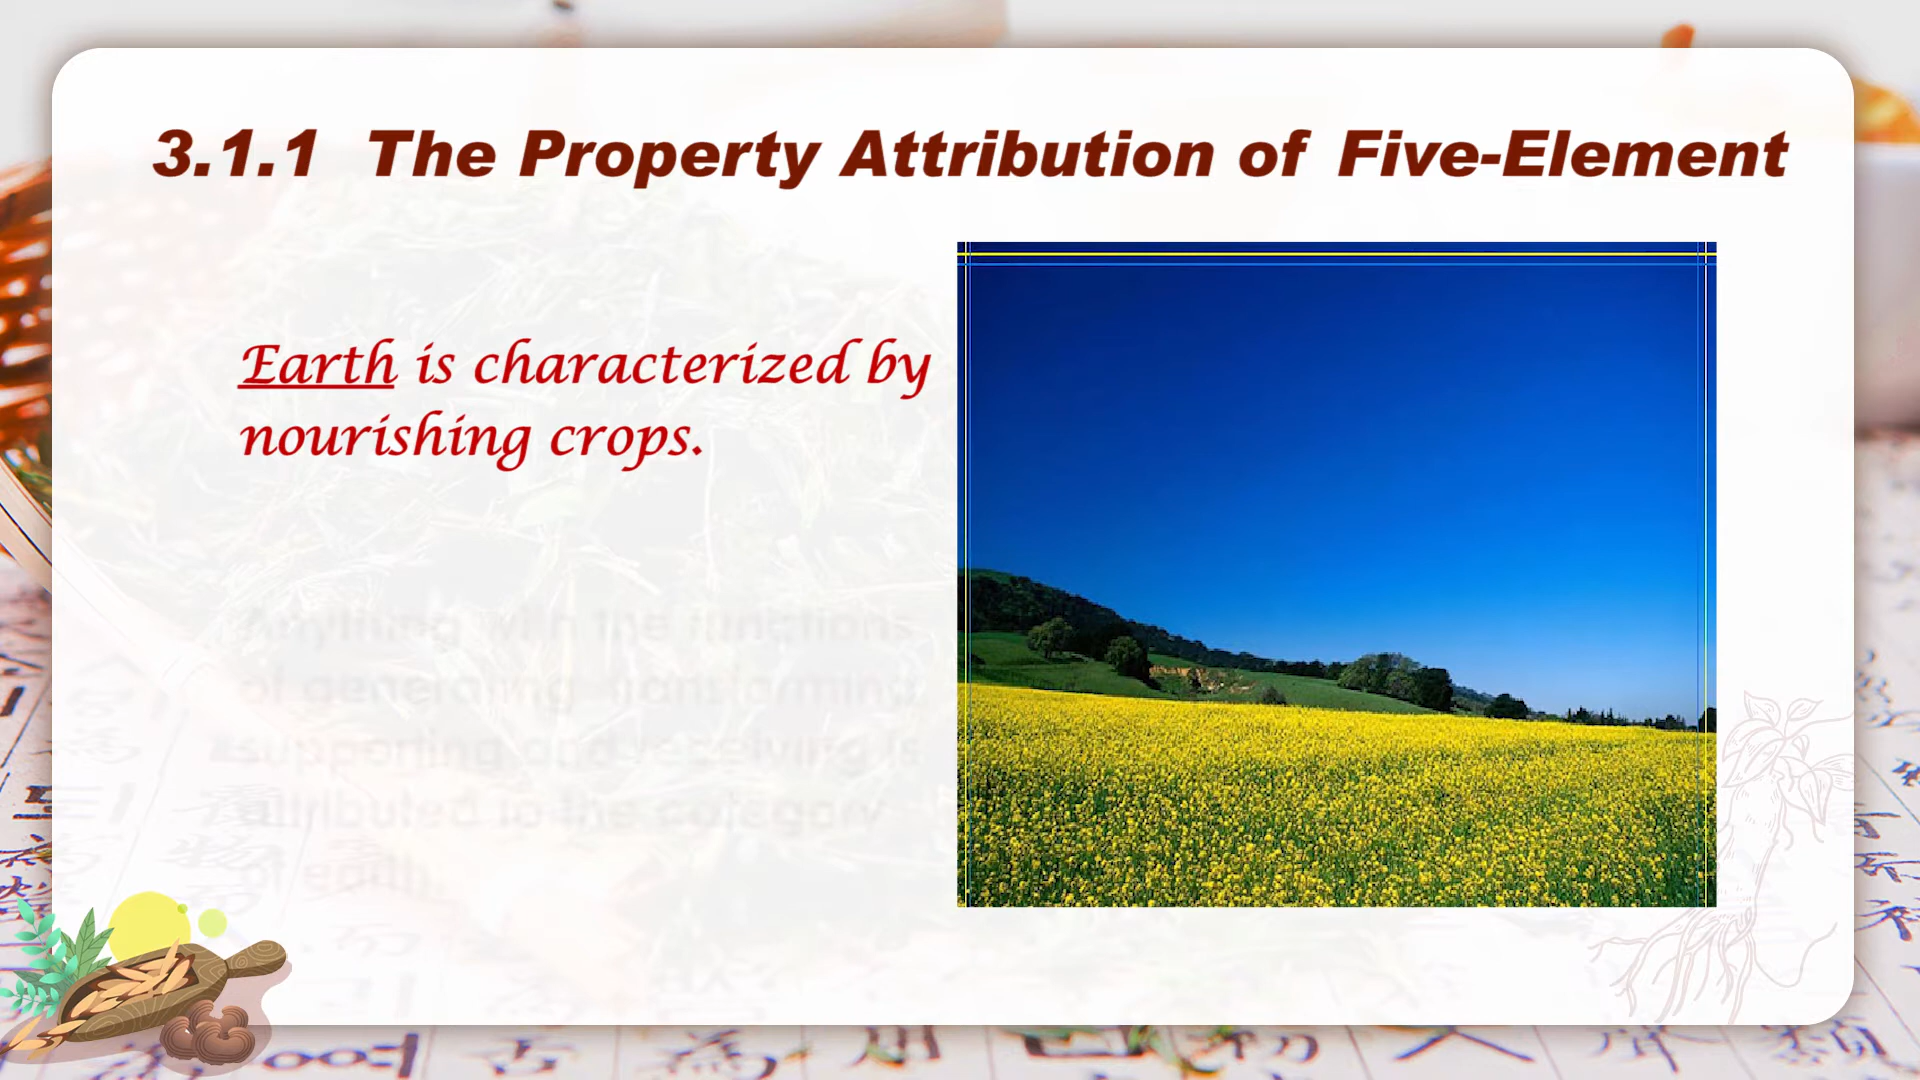 3.1.1 The Property Attribution of Five-Element
Earth is characterized by
nourishing crops.
Anything with the functions
of generating, transforming,
supporting and receiving is
attributed to the category
of earth.